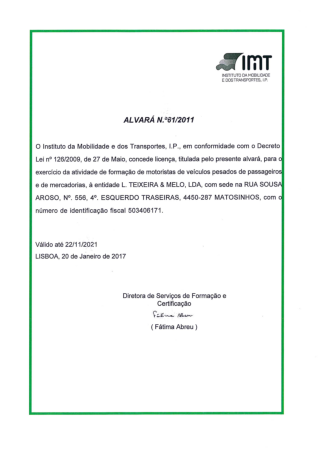 IMT
INSTITUTO DA MOBILIDADE
E DOS TRANSPORTES, I.P.
ALVARÁ N.º61/2011
O Instituto da Mobilidade e dos Transportes, I.P., em conformidade com o Decreto
Lei nº 126/2009, de 27 de Maio, concede licença, titulada pelo presente alvará, para o
exercício da atividade de formação de motoristas de veículos pesados de passageiros
e de mercadorias, à entidade L. TEIXEIRA & MELO, LDA, com sede na RUA SOUSA
AROSO, Nº. 556, 4º. ESQUERDO TRASEIRAS, 4450-287 MATOSINHOS, com o
número de identificação fiscal 503406171.
Válido até 22/11/2021
LISBOA, 20 de Janeiro de 2017
Diretora de Serviços de Formação e
Certificação
Fátima Abreu
( Fátima Abreu )